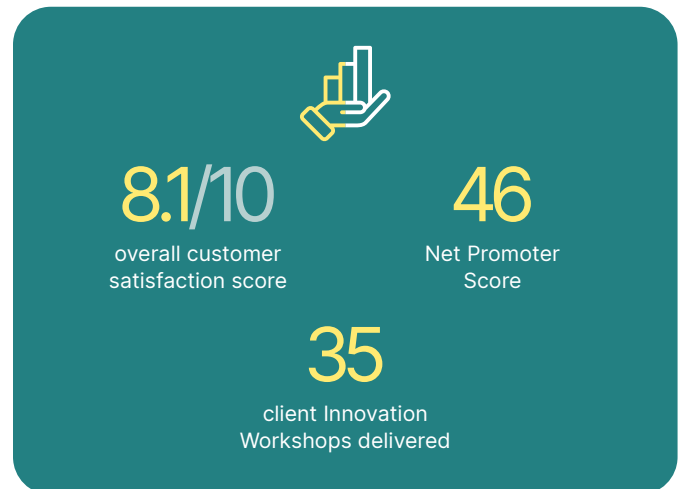 8.1/10
overall customer
satisfaction score
46
Net Promoter
Score
35
client Innovation
Workshops delivered